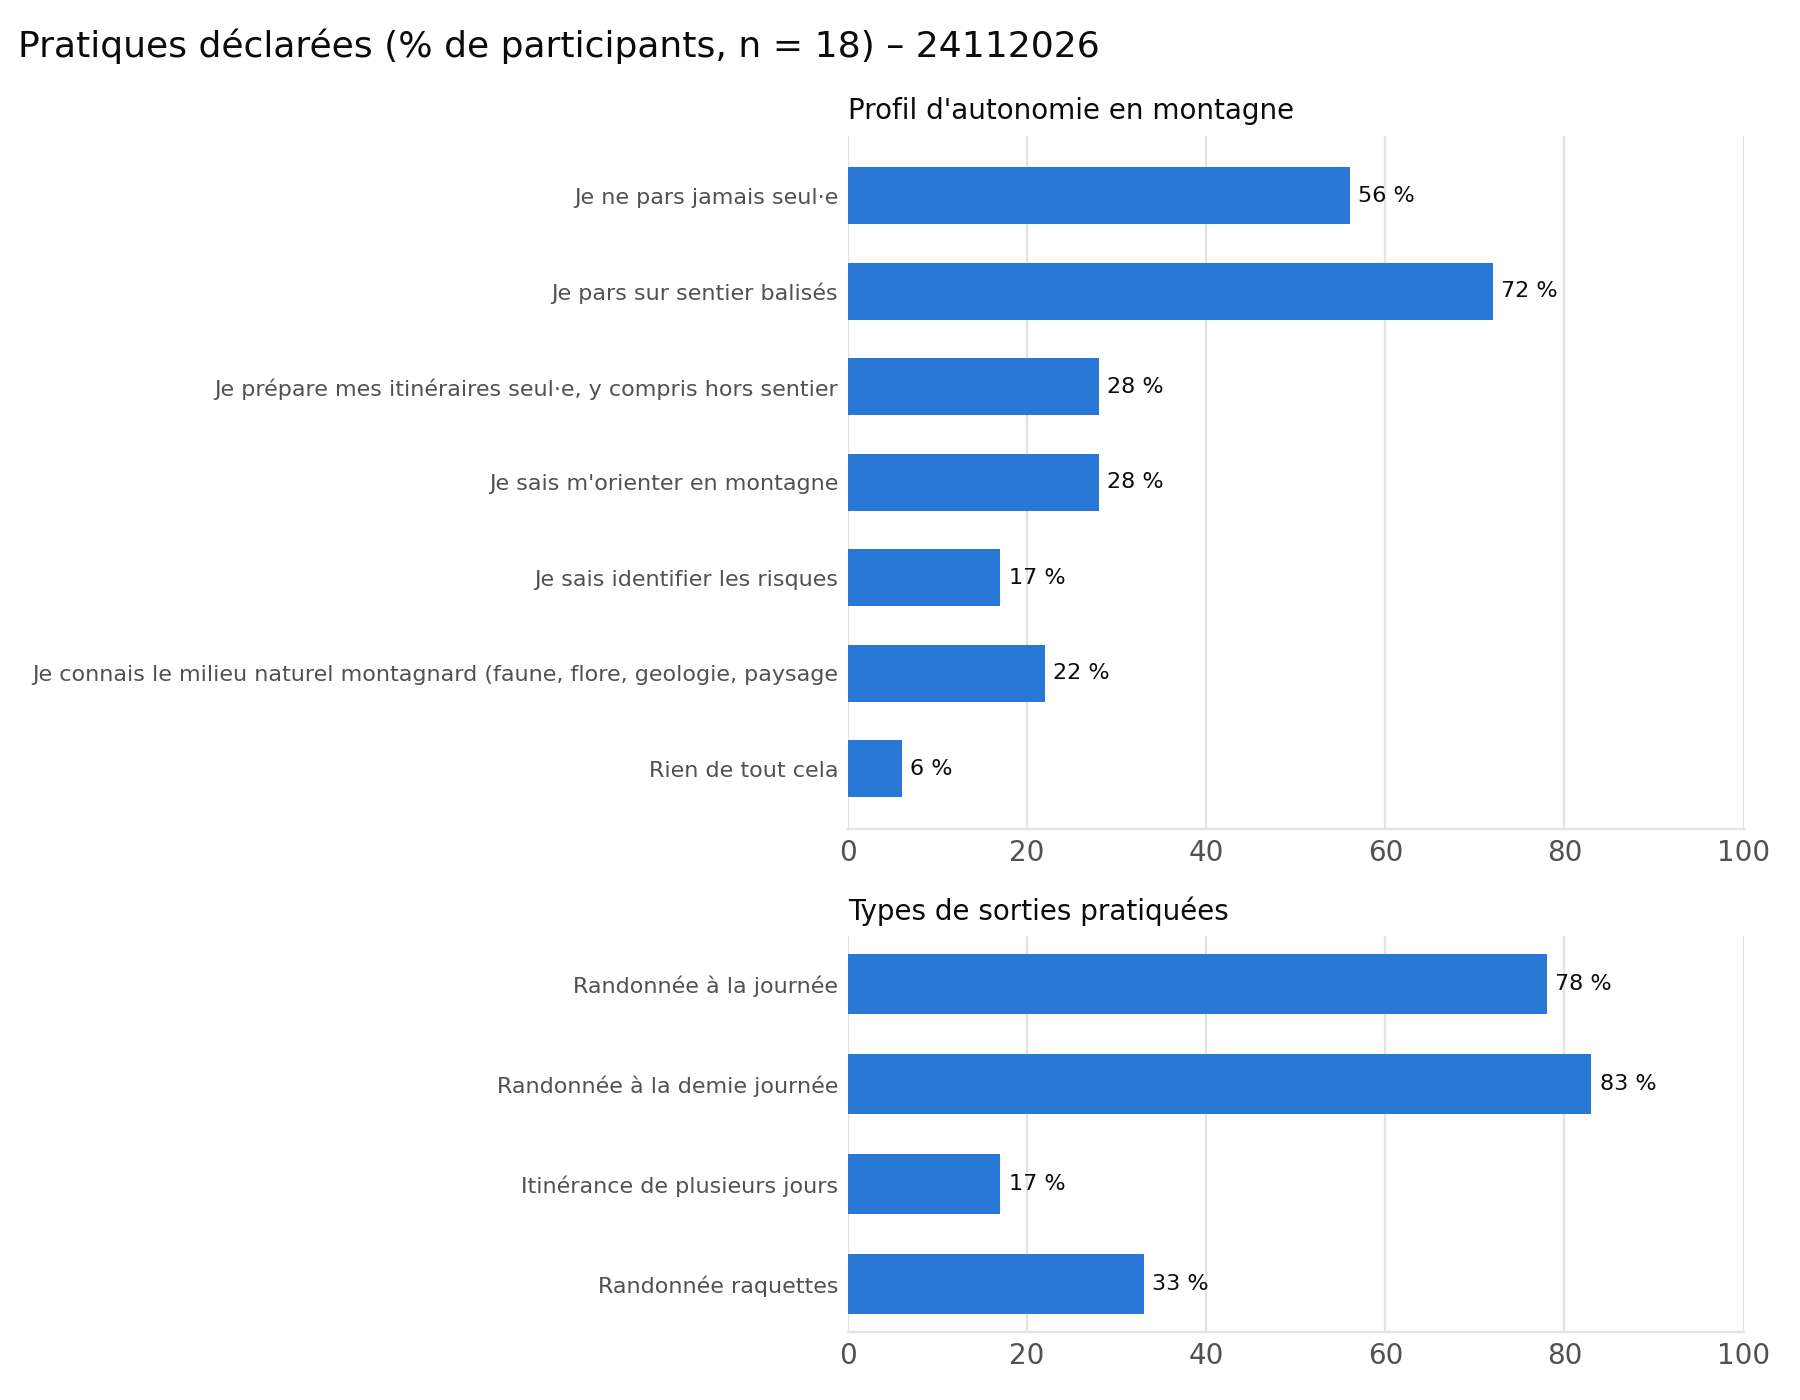 Pratiques déclarées (% de participants, n = 18) – 24112026
Profil d'autonomie en montagne
Je ne pars jamais seul·e 56 %
Je pars sur sentier balisés 72 %
Je prépare mes itinéraires seul·e, y compris hors sentier 28 %
Je sais m'orienter en montagne 28 %
Je sais identifier les risques 17 %
Je connais le milieu naturel montagnard (faune, flore, geologie, paysage 22 %
Rien de tout cela 6 %
0 20 40 60 80 100
Types de sorties pratiquées
Randonnée à la journée 78 %
Randonnée à la demie journée 83 %
Itinérance de plusieurs jours 17 %
Randonnée raquettes 33 %
0 20 40 60 80 100